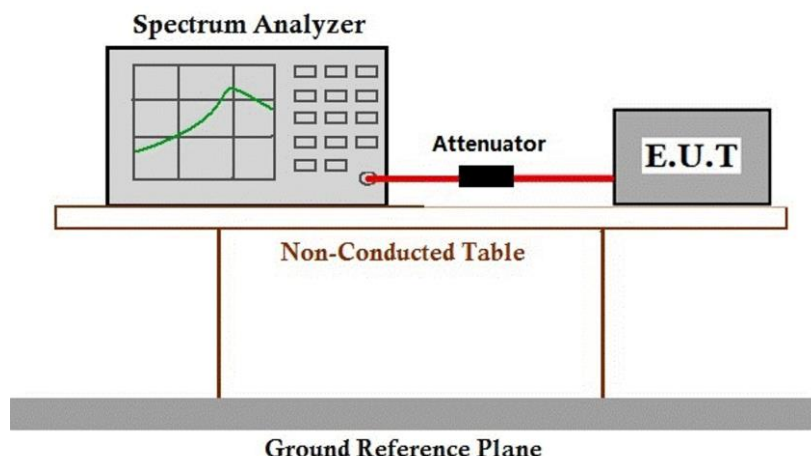 Spectrum Analyzer
Attenuator
E.U.T
Non-Conducted Table
Ground Reference Plane